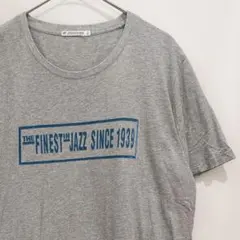 THE FINEST IN JAZZ SINCE 1939